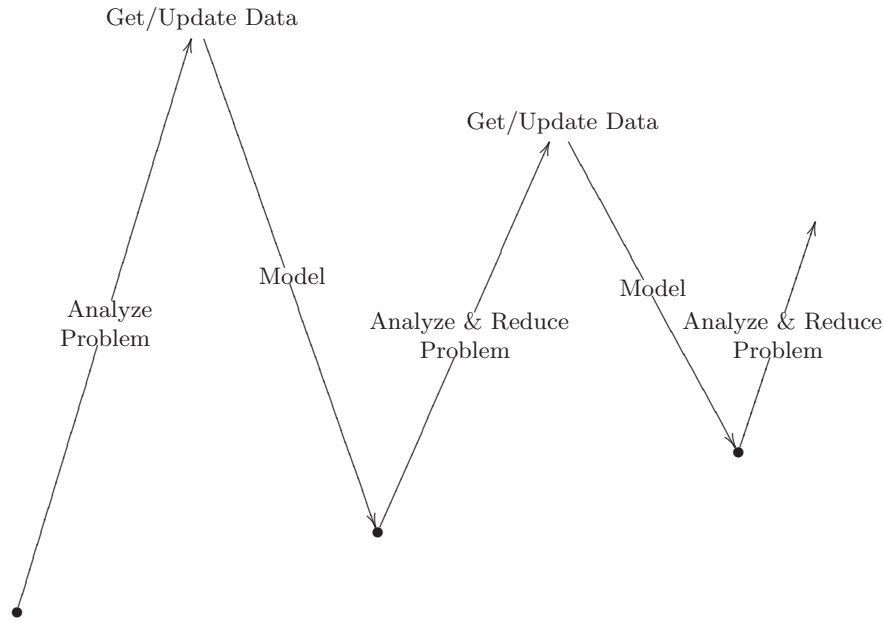 Get/Update Data
Get/Update Data
Model
Model
Analyze
Problem
Analyze & Reduce
Problem
Analyze & Reduce
Problem